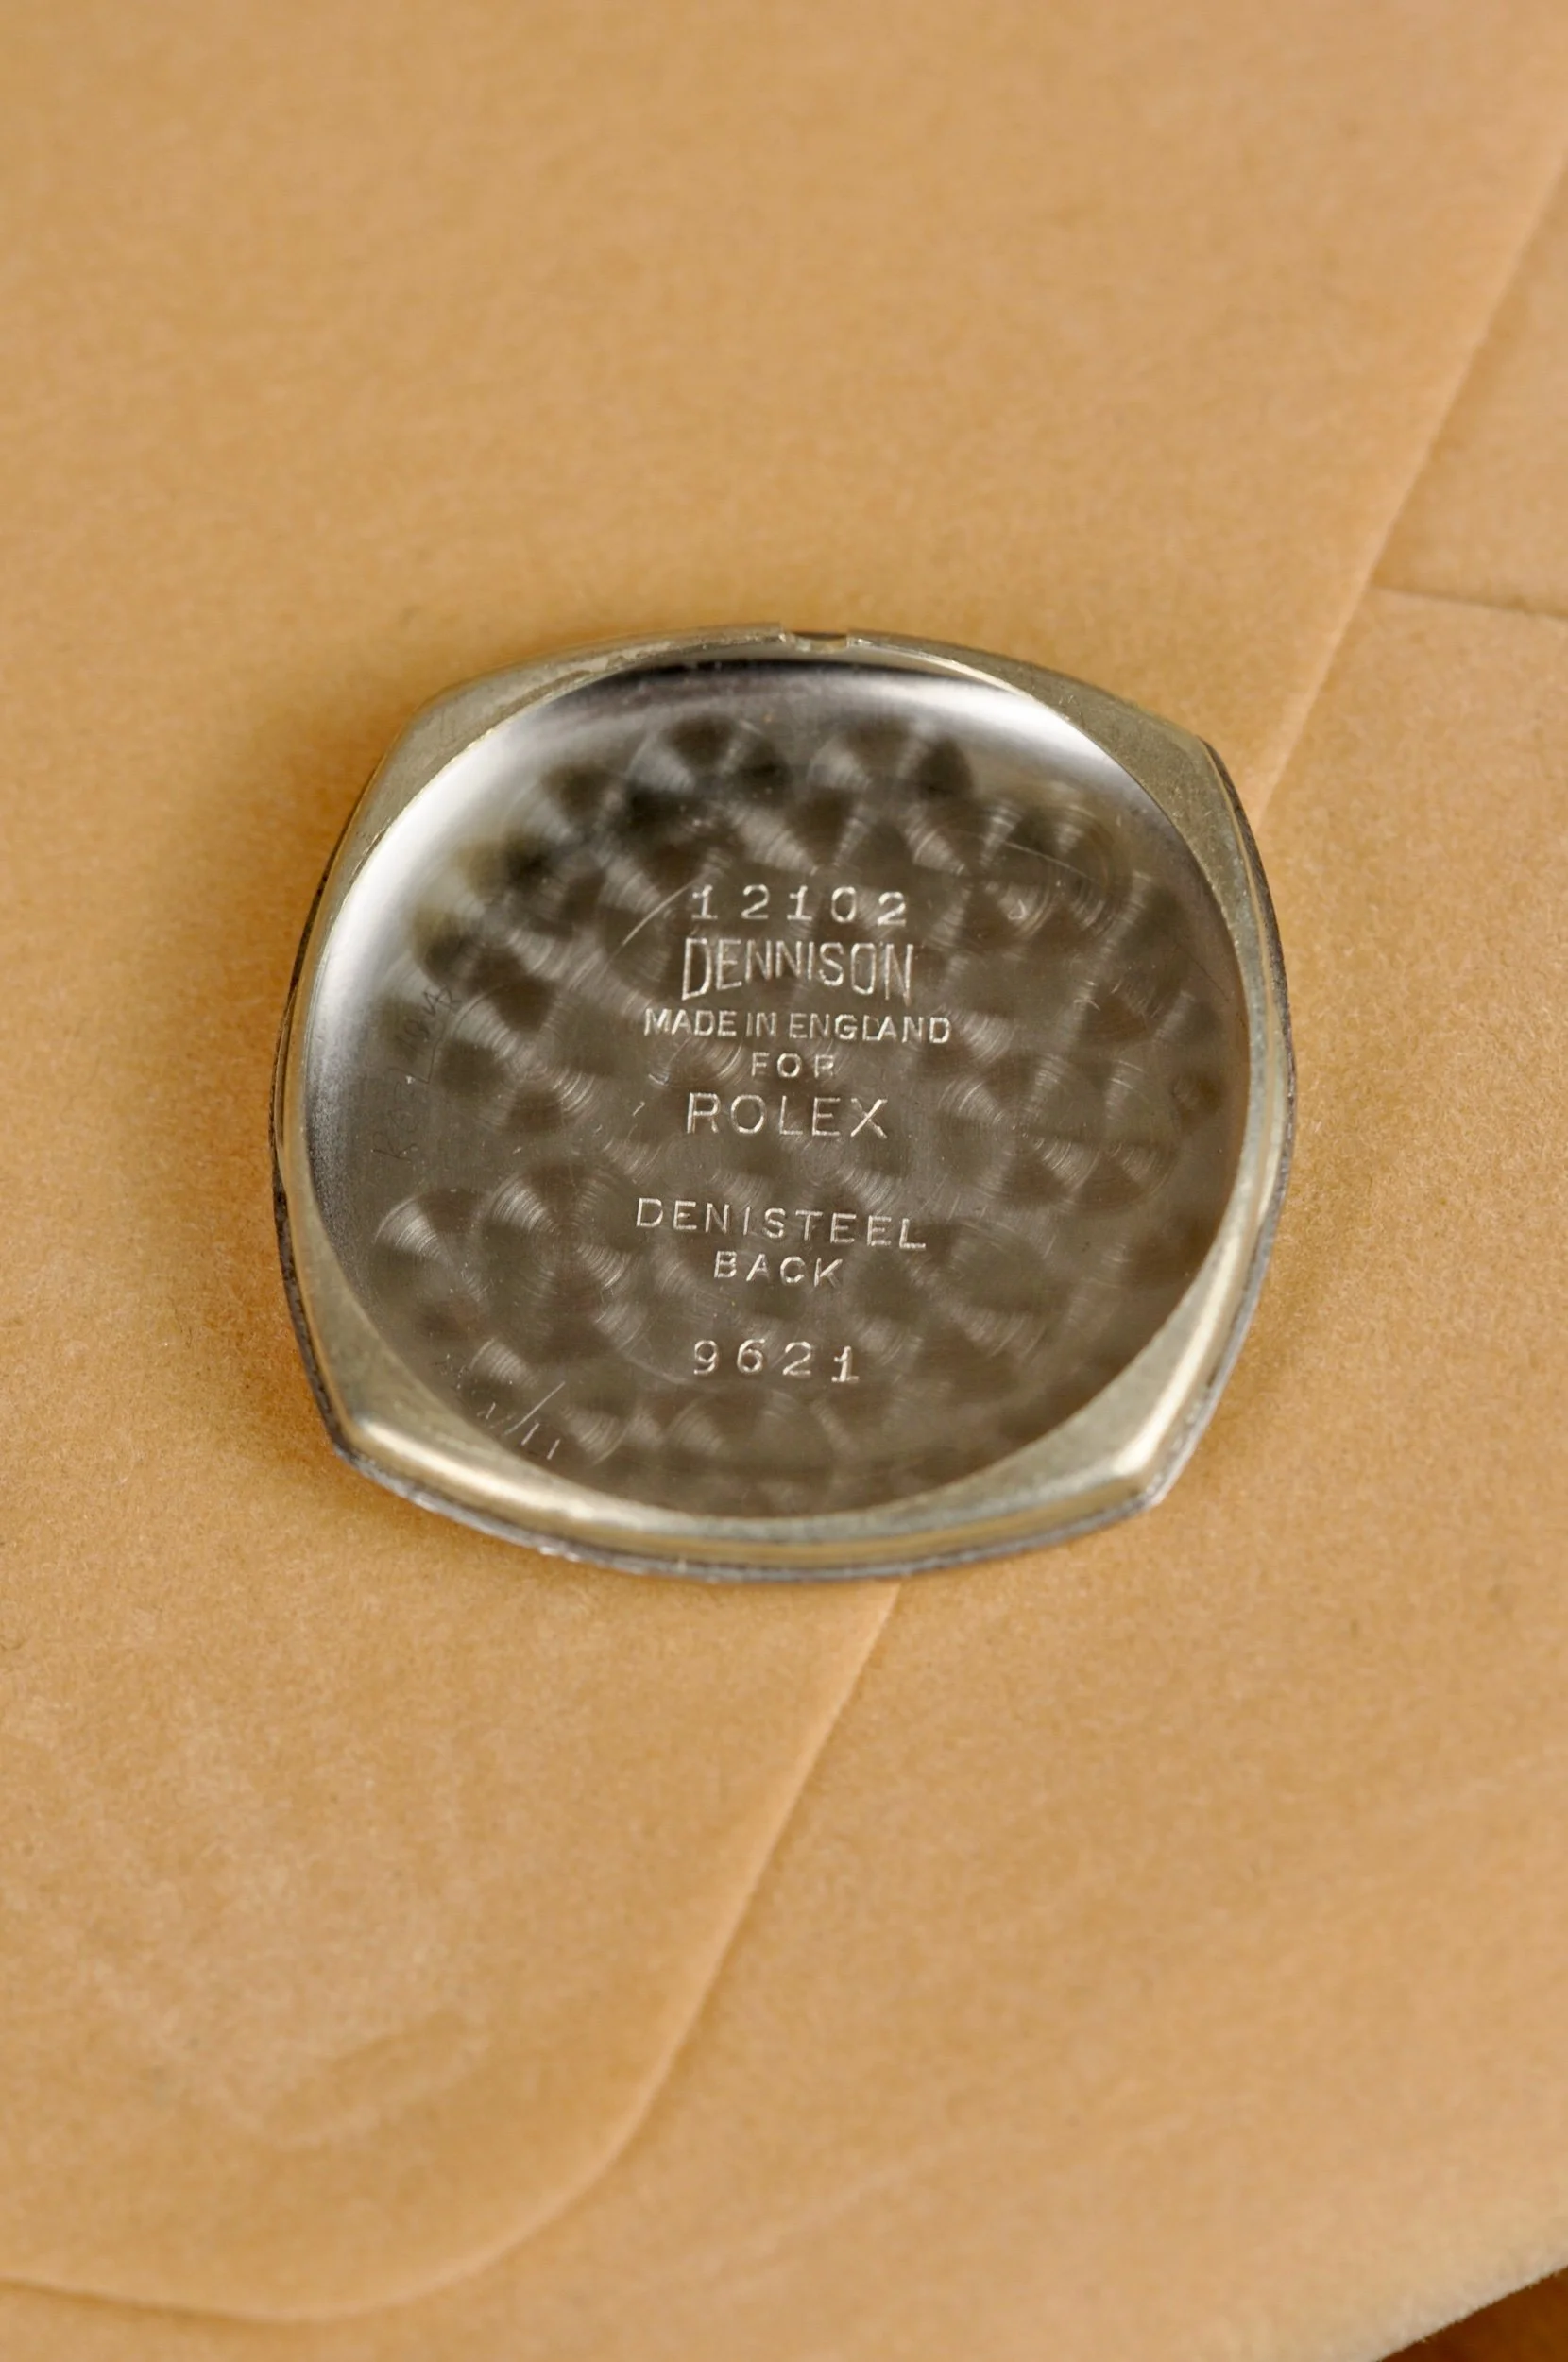 12102
DENNISON
MADE IN ENGLAND
FOR
ROLEX
DENISTEEL
BACK
9621